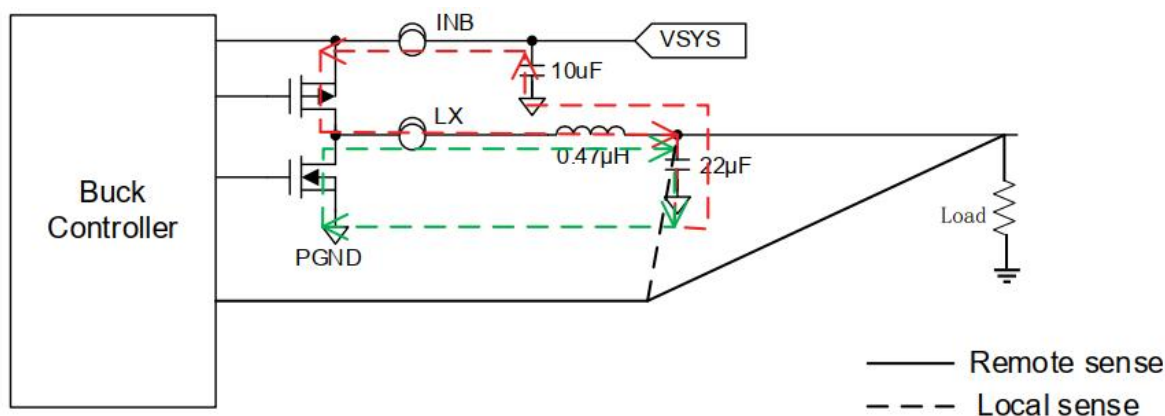 INB
VSYS
10uF
LX
0.47μH
22μF
Buck
Controller
Load
PGND
Remote sense
Local sense